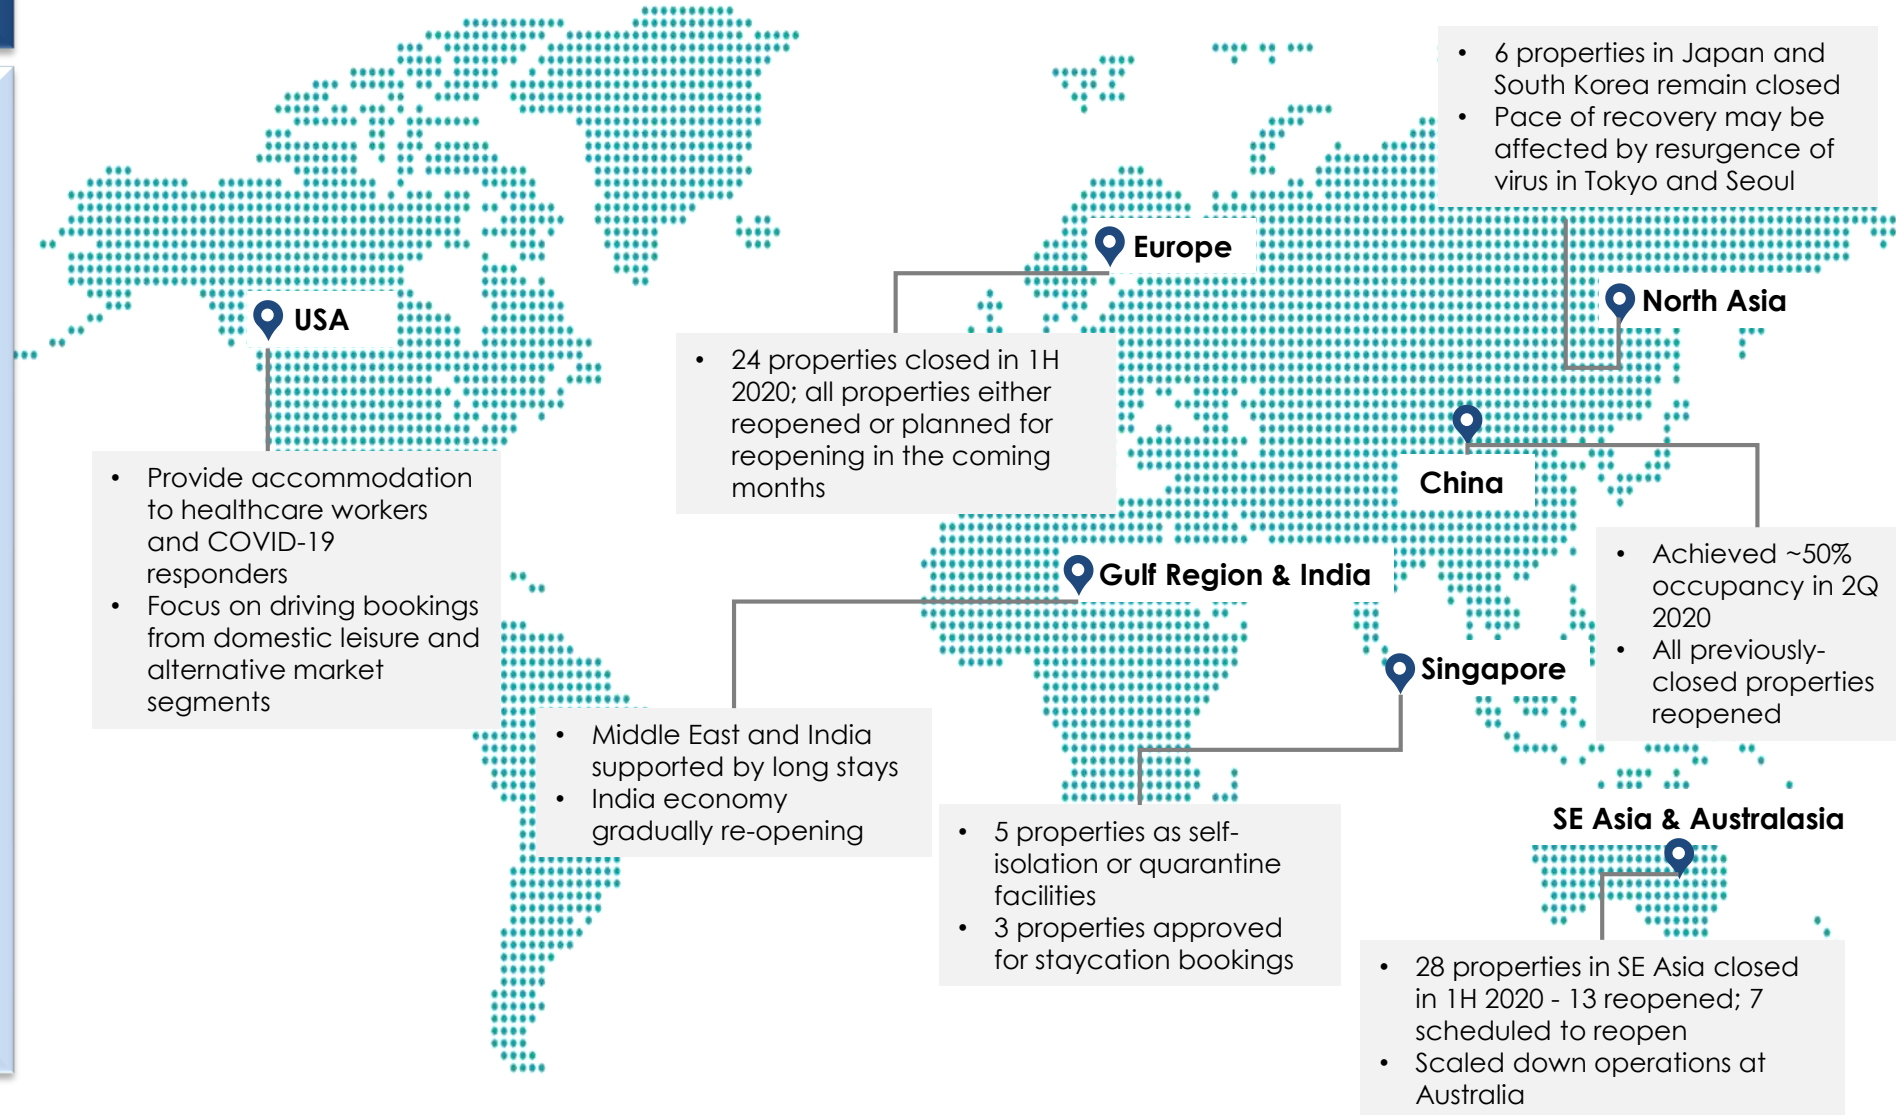 • 6 properties in Japan and
South Korea remain closed
• Pace of recovery may be
affected by resurgence of
virus in Tokyo and Seoul
Europe
North Asia
USA
• 24 properties closed in 1H
2020; all properties either
reopened or planned for
reopening in the coming
months
China
• Provide accommodation
to healthcare workers
and COVID-19
responders
• Focus on driving bookings
from domestic leisure and
alternative market
segments
Gulf Region & India
• Achieved ~50%
occupancy in 2Q
2020
• All previously-
closed properties
reopened
Singapore
• Middle East and India
supported by long stays
• India economy
gradually re-opening
• 5 properties as self-
isolation or quarantine
facilities
• 3 properties approved
for staycation bookings
SE Asia & Australasia
• 28 properties in SE Asia closed
in 1H 2020 - 13 reopened; 7
scheduled to reopen
• Scaled down operations at
Australia